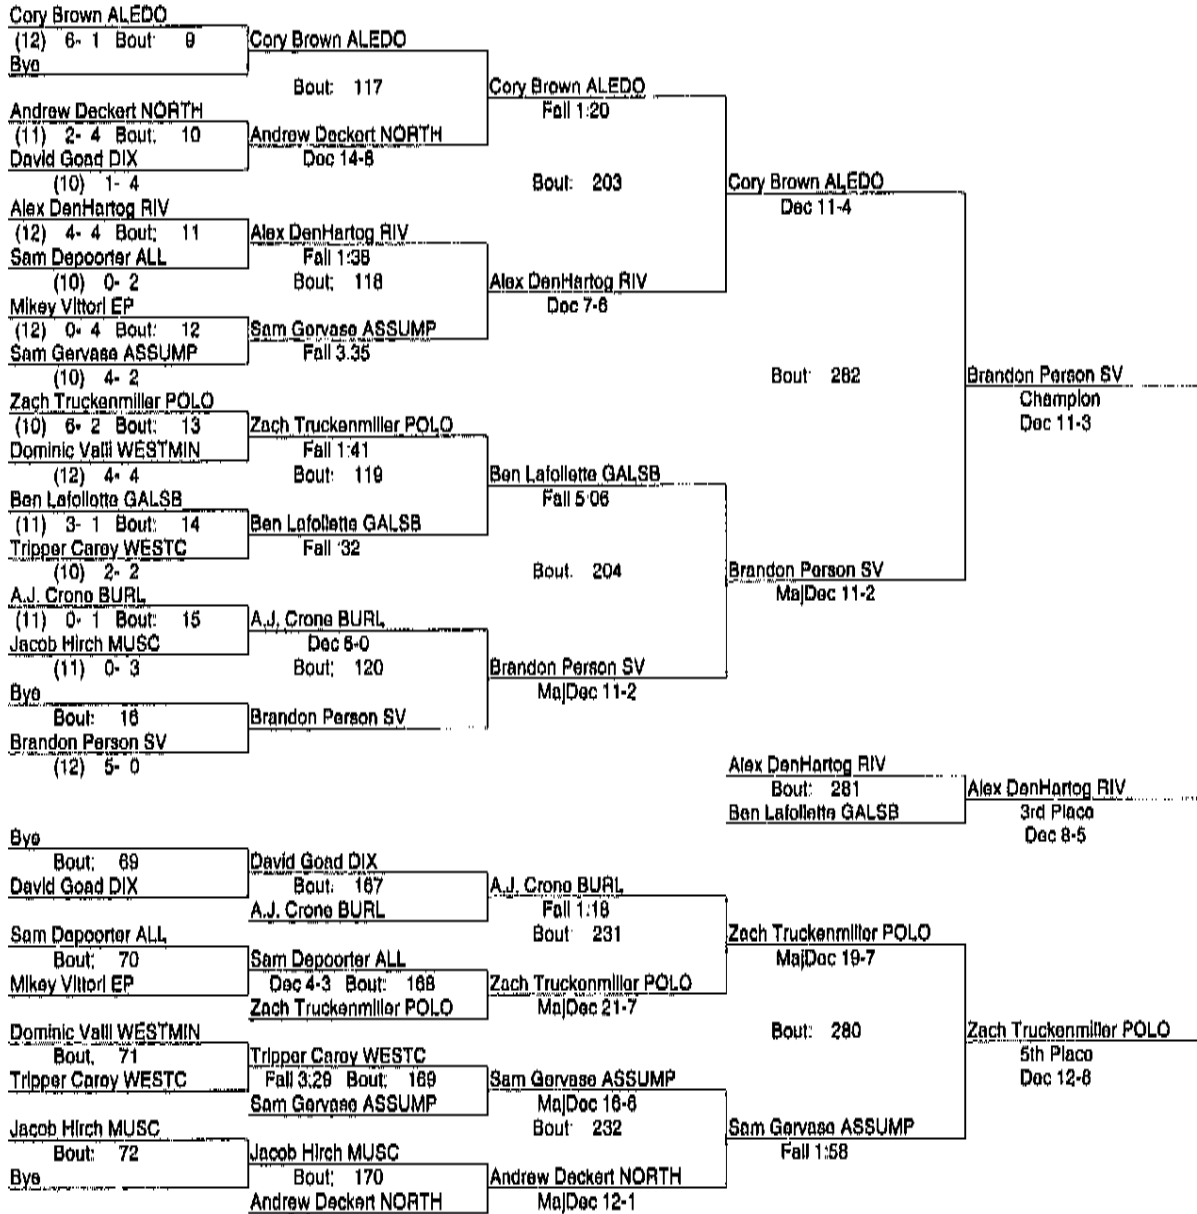 Cory Brown ALEDO
(12) 6- 1 Bout: 9
Bye
Cory Brown ALEDO
Bout: 117
Andrew Deckert NORTH
(11) 2- 4 Bout: 10
David Goad DIX
(10) 1- 4
Andrew Deckert NORTH
Dec 14-8
Cory Brown ALEDO
Fall 1:20
Bout: 203
Alex DenHartog RIV
(12) 4- 4 Bout: 11
Sam Depoorter ALL
(10) 0- 2
Alex DenHartog RIV
Fall 1:38
Bout: 118
Mikey Vittori EP
(12) 0- 4 Bout: 12
Sam Gervase ASSUMP
(10) 4- 2
Sam Gervase ASSUMP
Fall 3:35
Alex DenHartog RIV
Dec 7-6
Cory Brown ALEDO
Dec 11-4
Bout: 282
Zach Truckenmiller POLO
(10) 6- 2 Bout: 13
Dominic Valli WESTMIN
(12) 4- 4
Zach Truckenmiller POLO
Fall 1:41
Bout: 119
Ben Lafollette GALSB
(11) 3- 1 Bout: 14
Tripper Carey WESTC
(10) 2- 2
Ben Lafollette GALSB
Fall :32
Ben Lafollette GALSB
Fall 5:06
Bout: 204
A.J. Crone BURL
(11) 0- 1 Bout: 15
Jacob Hirch MUSC
(11) 0- 3
A.J. Crone BURL
Dec 6-0
Bout: 120
Bye
Bout: 16
Brandon Person SV
(12) 5- 0
Brandon Person SV
Brandon Person SV
MajDec 11-2
Brandon Person SV
MajDec 11-2
Brandon Person SV
Champion
Dec 11-3
Alex DenHartog RIV
Bout: 281
Ben Lafollette GALSB
Alex DenHartog RIV
3rd Place
Dec 8-5
Bye
Bout: 69
David Goad DIX
David Goad DIX
Bout: 167
A.J. Crone BURL
A.J. Crone BURL
Fall 1:18
Bout: 231
Sam Depoorter ALL
Bout: 70
Mikey Vittori EP
Sam Depoorter ALL
Dec 4-3 Bout: 168
Zach Truckenmiller POLO
Zach Truckenmiller POLO
MajDec 21-7
Zach Truckenmiller POLO
MajDec 19-7
Bout: 280
Dominic Valli WESTMIN
Bout: 71
Tripper Carey WESTC
Tripper Carey WESTC
Fall 3:29 Bout: 169
Sam Gervase ASSUMP
Sam Gervase ASSUMP
MajDec 16-6
Bout: 232
Jacob Hirch MUSC
Bout: 72
Bye
Jacob Hirch MUSC
Bout: 170
Andrew Deckert NORTH
Andrew Deckert NORTH
MajDec 12-1
Sam Gervase ASSUMP
Fall 1:58
Zach Truckenmiller POLO
5th Place
Dec 12-8